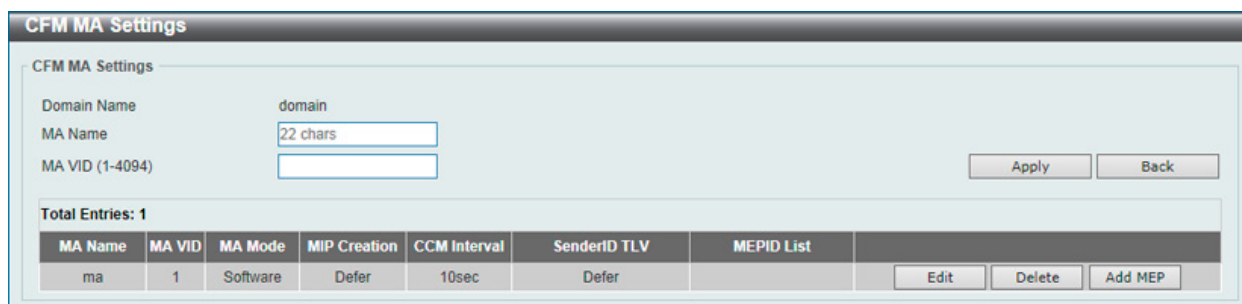 CFM MA Settings
CFM MA Settings
Domain Name domain
MA Name 22 chars
MA VID (1-4094) Apply Back
Total Entries: 1
MA Name MA VID MA Mode MIP Creation CCM Interval SenderID TLV MEPID List
ma 1 Software Defer 10sec Defer Edit Delete Add MEP